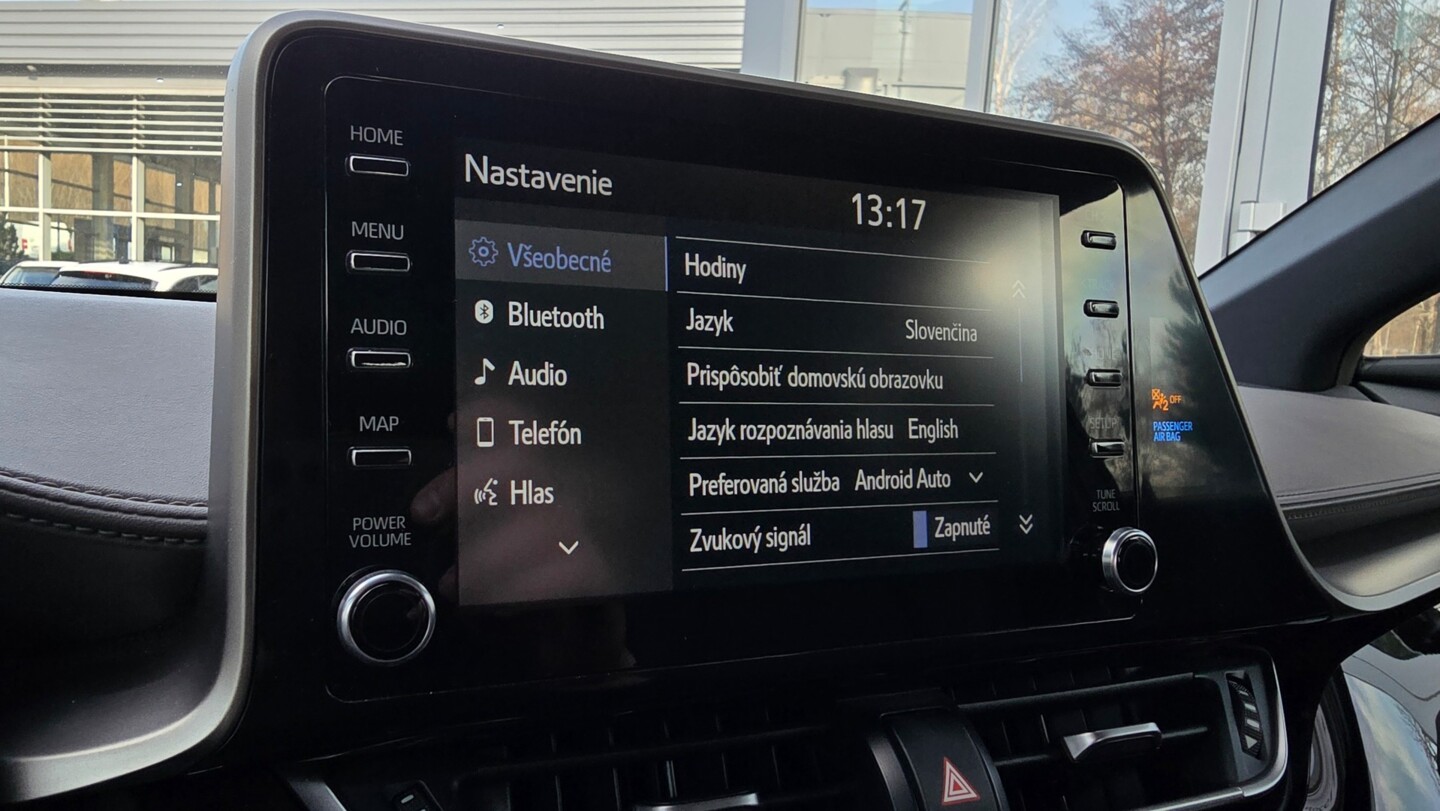 HOME
MENU
AUDIO
MAP
POWER
VOLUME
Nastavenie
13:17
Všeobecné
Bluetooth
Audio
Telefón
Hlas
Hodiny
Jazyk Slovenčina
Prispôsobiť domovskú obrazovku
Jazyk rozpoznávania hlasu English
Preferovaná služba Android Auto
Zvukový signál Zapnuté
SETUP
TUNE
SCROLL
2 OFF
PASSENGER
AIR BAG